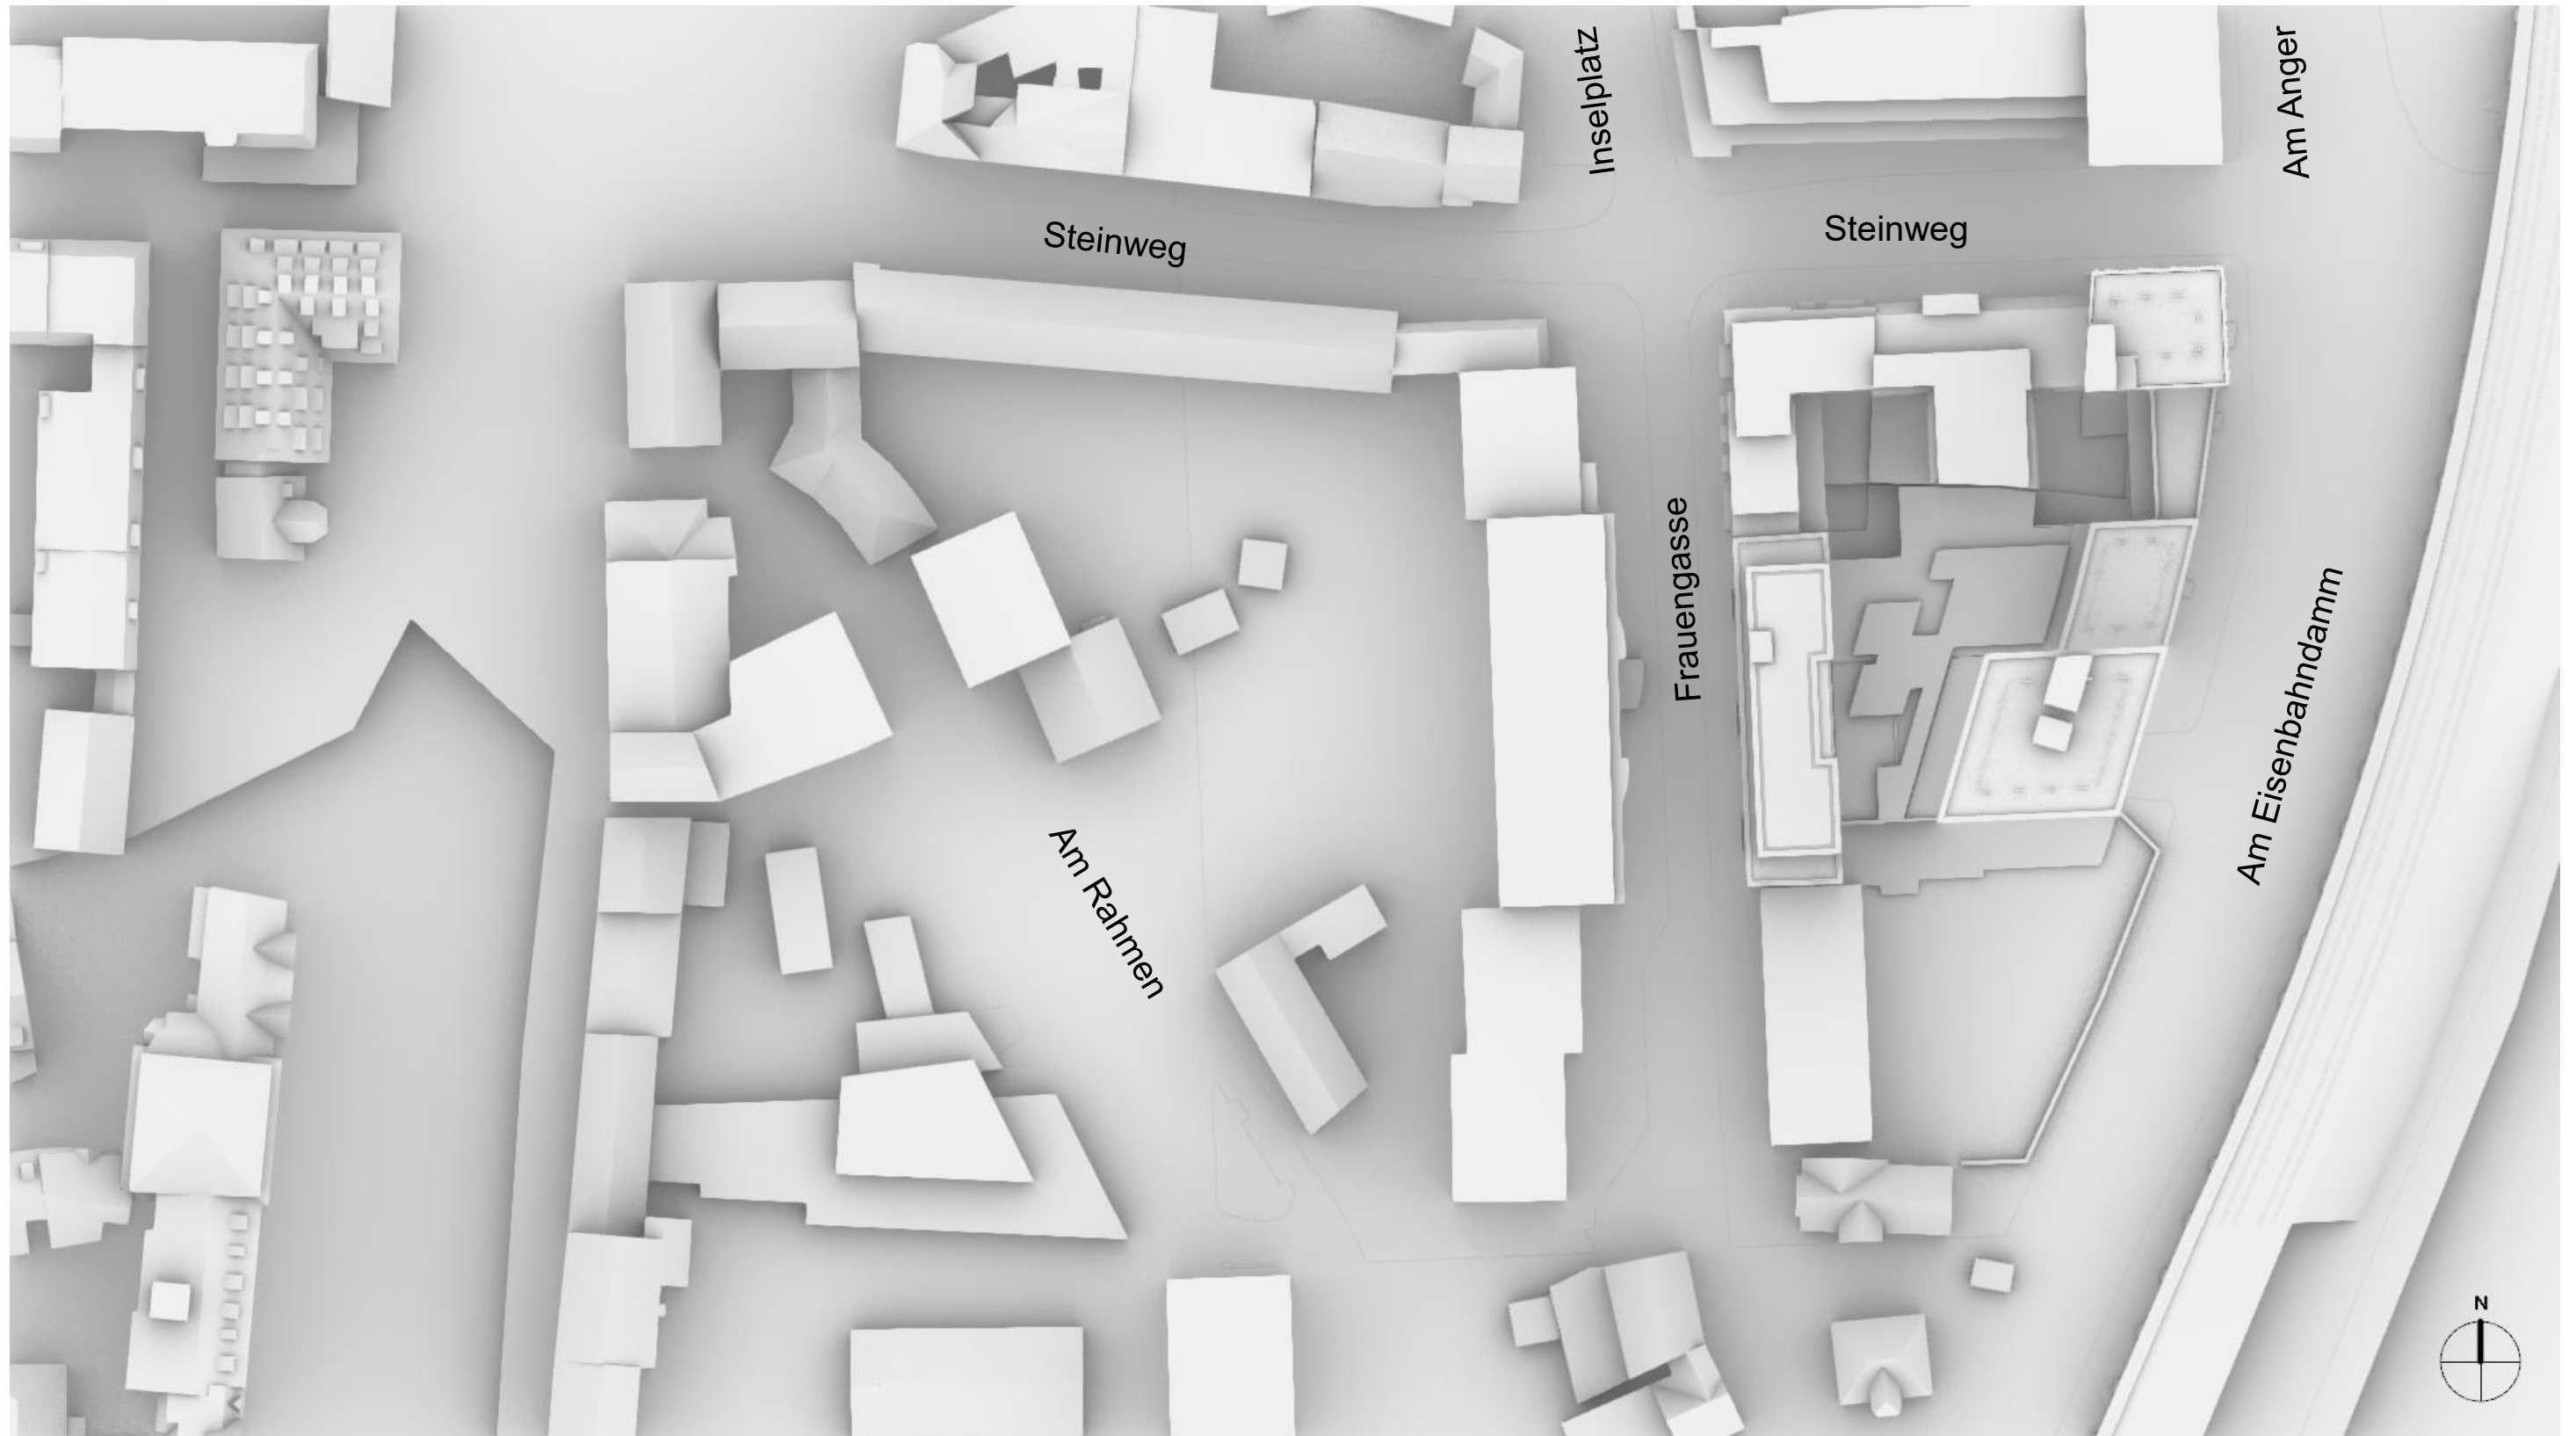 Inselplatz
Am Anger
Steinweg
Steinweg
Frauengasse
Am Eisenbahndamm
Am Rahmen
N